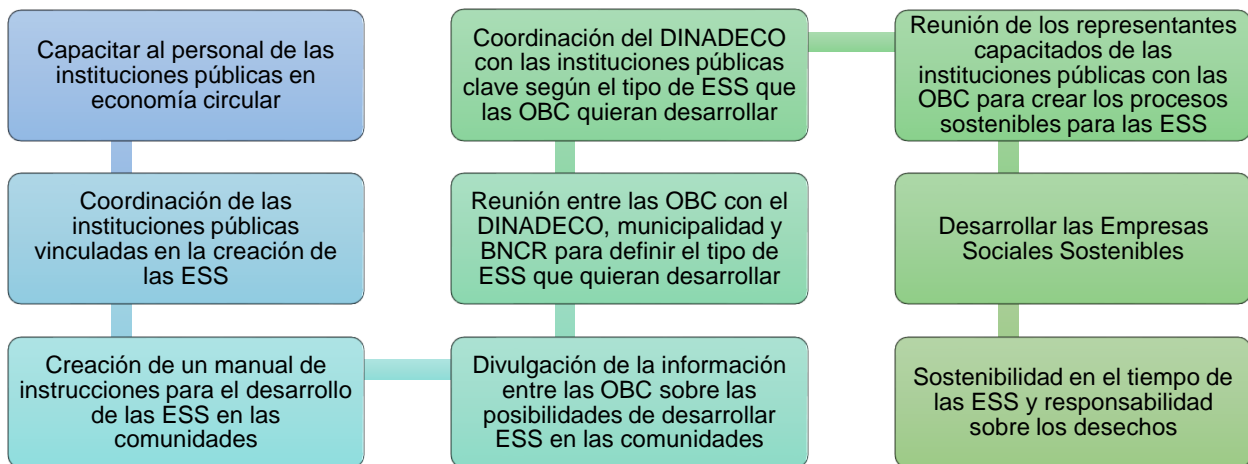 Capacitar al personal de las
instituciones públicas en
economía circular
Coordinación de las
instituciones públicas
vinculadas en la creación de
las ESS
Creación de un manual de
instrucciones para el desarrollo
de las ESS en las
comunidades
Divulgación de la información
entre las OBC sobre las
posibilidades de desarrollar
ESS en las comunidades
Reunión entre las OBC con el
DINADECO, municipalidad y
BNCR para definir el tipo de
ESS que quieran desarrollar
Coordinación del DINADECO
con las instituciones públicas
clave según el tipo de ESS que
las OBC quieran desarrollar
Reunión de los representantes
capacitados de las
instituciones públicas con las
OBC para crear los procesos
sostenibles para las ESS
Desarrollar las Empresas
Sociales Sostenibles
Sostenibilidad en el tiempo de
las ESS y responsabilidad
sobre los desechos